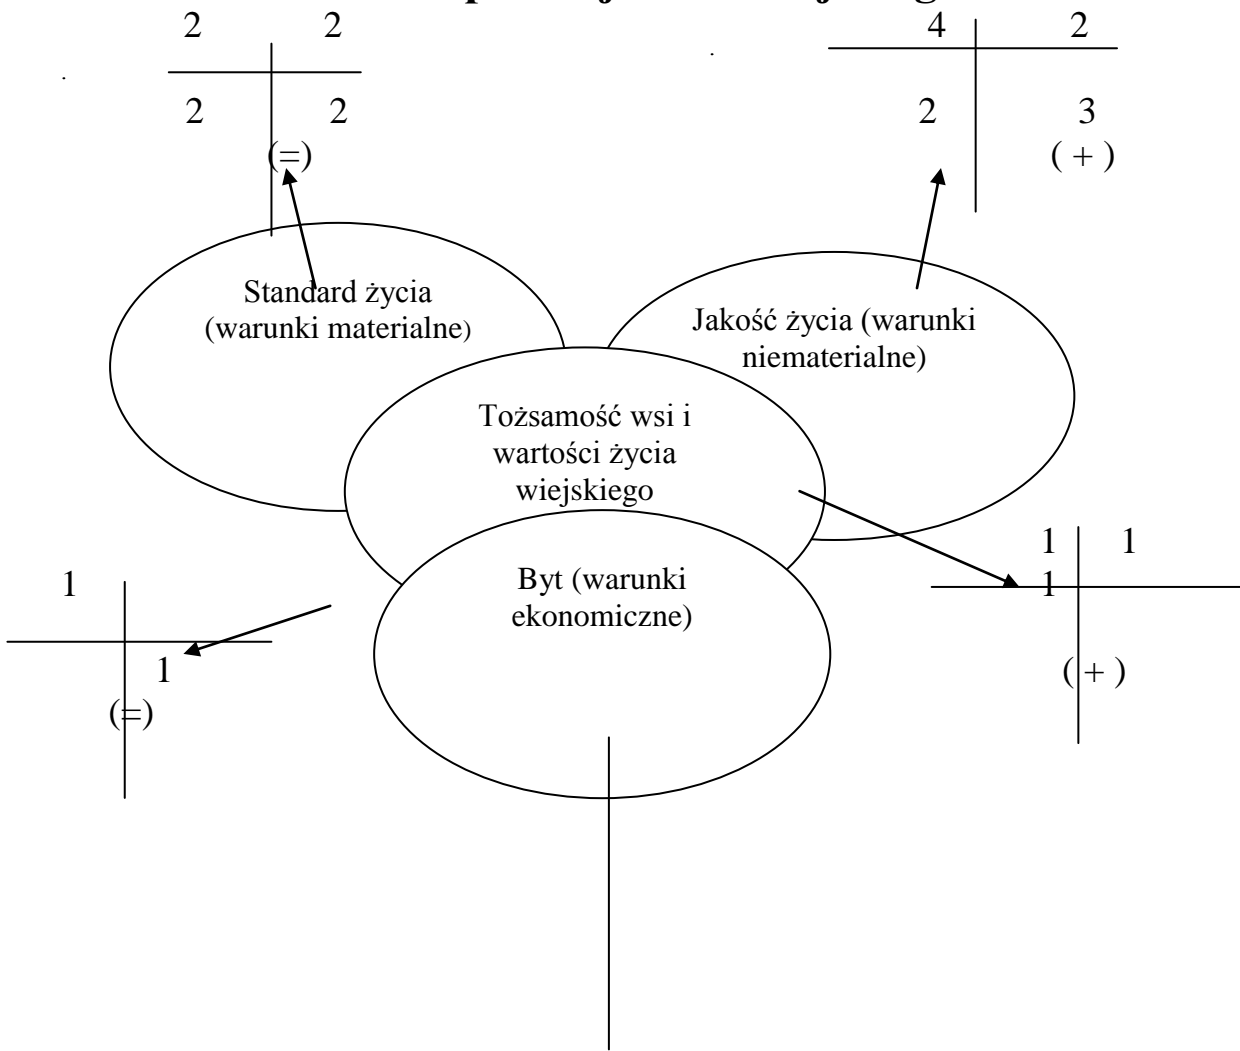 2 2
2 2
(=)
4 2
2 3
( + )
Standard życia
(warunki materialne)
Jakość życia (warunki
niematerialne)
Tożsamość wsi i
wartości życia
wiejskiego
Byt (warunki
ekonomiczne)
1
1
(=)
1 1
1
( + )